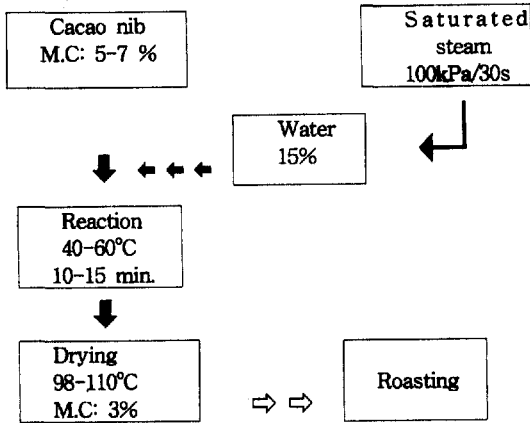 Cacao nib
M.C: 5-7 %
Saturated
steam
100kPa/30s
Water
15%
Reaction
40-60℃
10-15 min.
Drying
98-110℃
M.C: 3%
Roasting